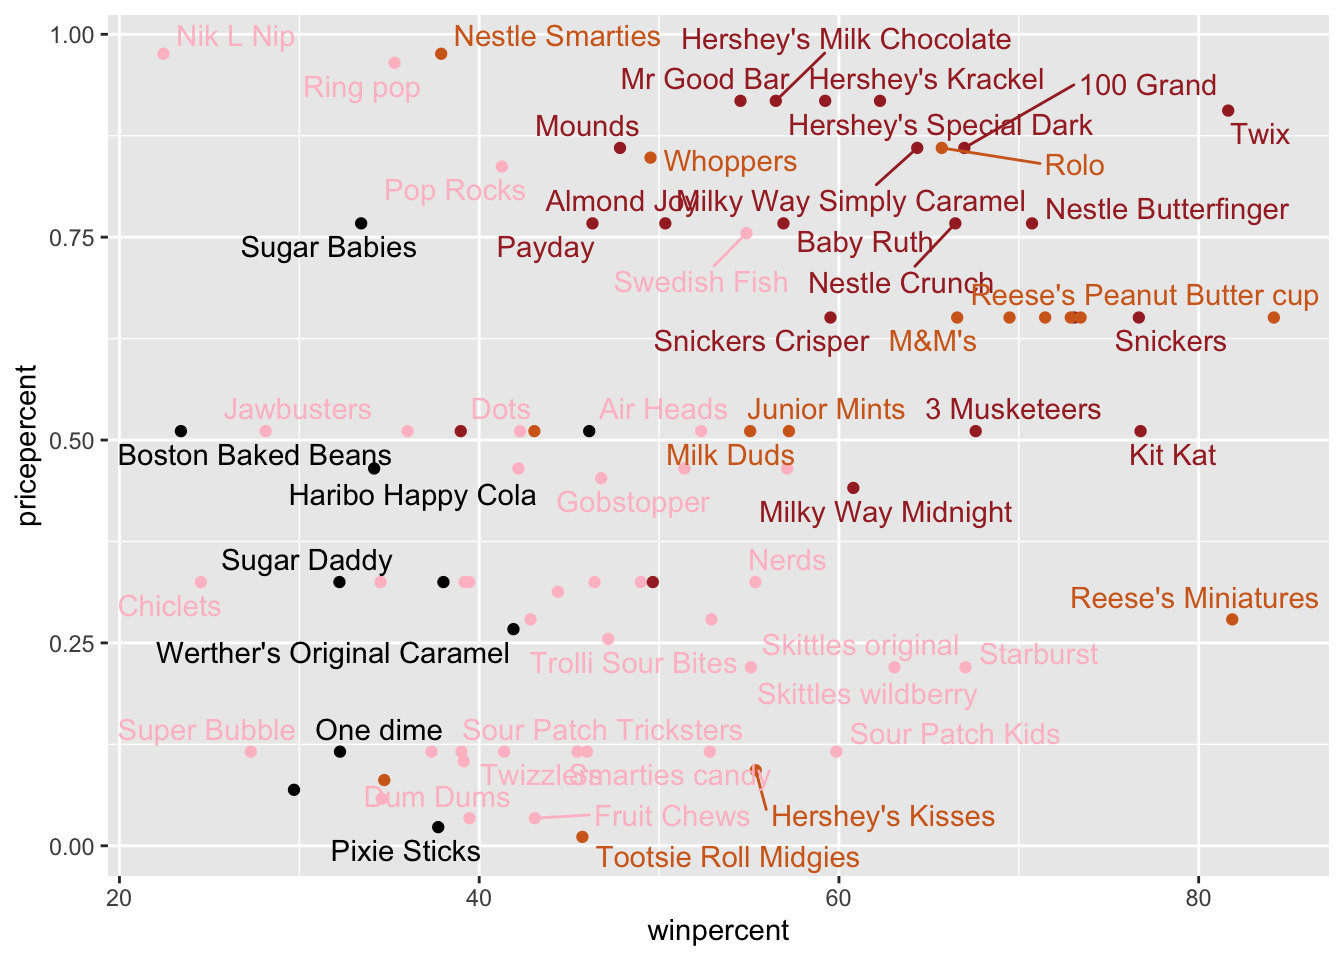 1.00
Nik L Nip
Nestle Smarties
Hershey's Milk Chocolate
Ring pop
Mr Good Bar
Hershey's Krackel
100 Grand
Mounds
Hershey's Special Dark
Twix
Whoppers
Rolo
Pop Rocks
Almond Joy
Milky Way Simply Caramel
Nestle Butterfinger
0.75
Sugar Babies
Payday
Baby Ruth
Swedish Fish
Nestle Crunch
Reese's Peanut Butter cup
Snickers Crisper
M&M's
Snickers
Jawbusters
Dots
Air Heads
Junior Mints
3 Musketeers
0.50
Boston Baked Beans
Milk Duds
Kit Kat
Haribo Happy Cola
Gobstopper
Milky Way Midnight
Sugar Daddy
Nerds
Chiclets
Reese's Miniatures
0.25
Werther's Original Caramel
Trolli Sour Bites
Skittles original
Starburst
Skittles wildberry
Super Bubble
One dime
Sour Patch Tricksters
Sour Patch Kids
Twizzlers
Smarties candy
Dum Dums
Fruit Chews
Hershey's Kisses
0.00
Pixie Sticks
Tootsie Roll Midgies
20
40
60
80
winpercent
pricepercent